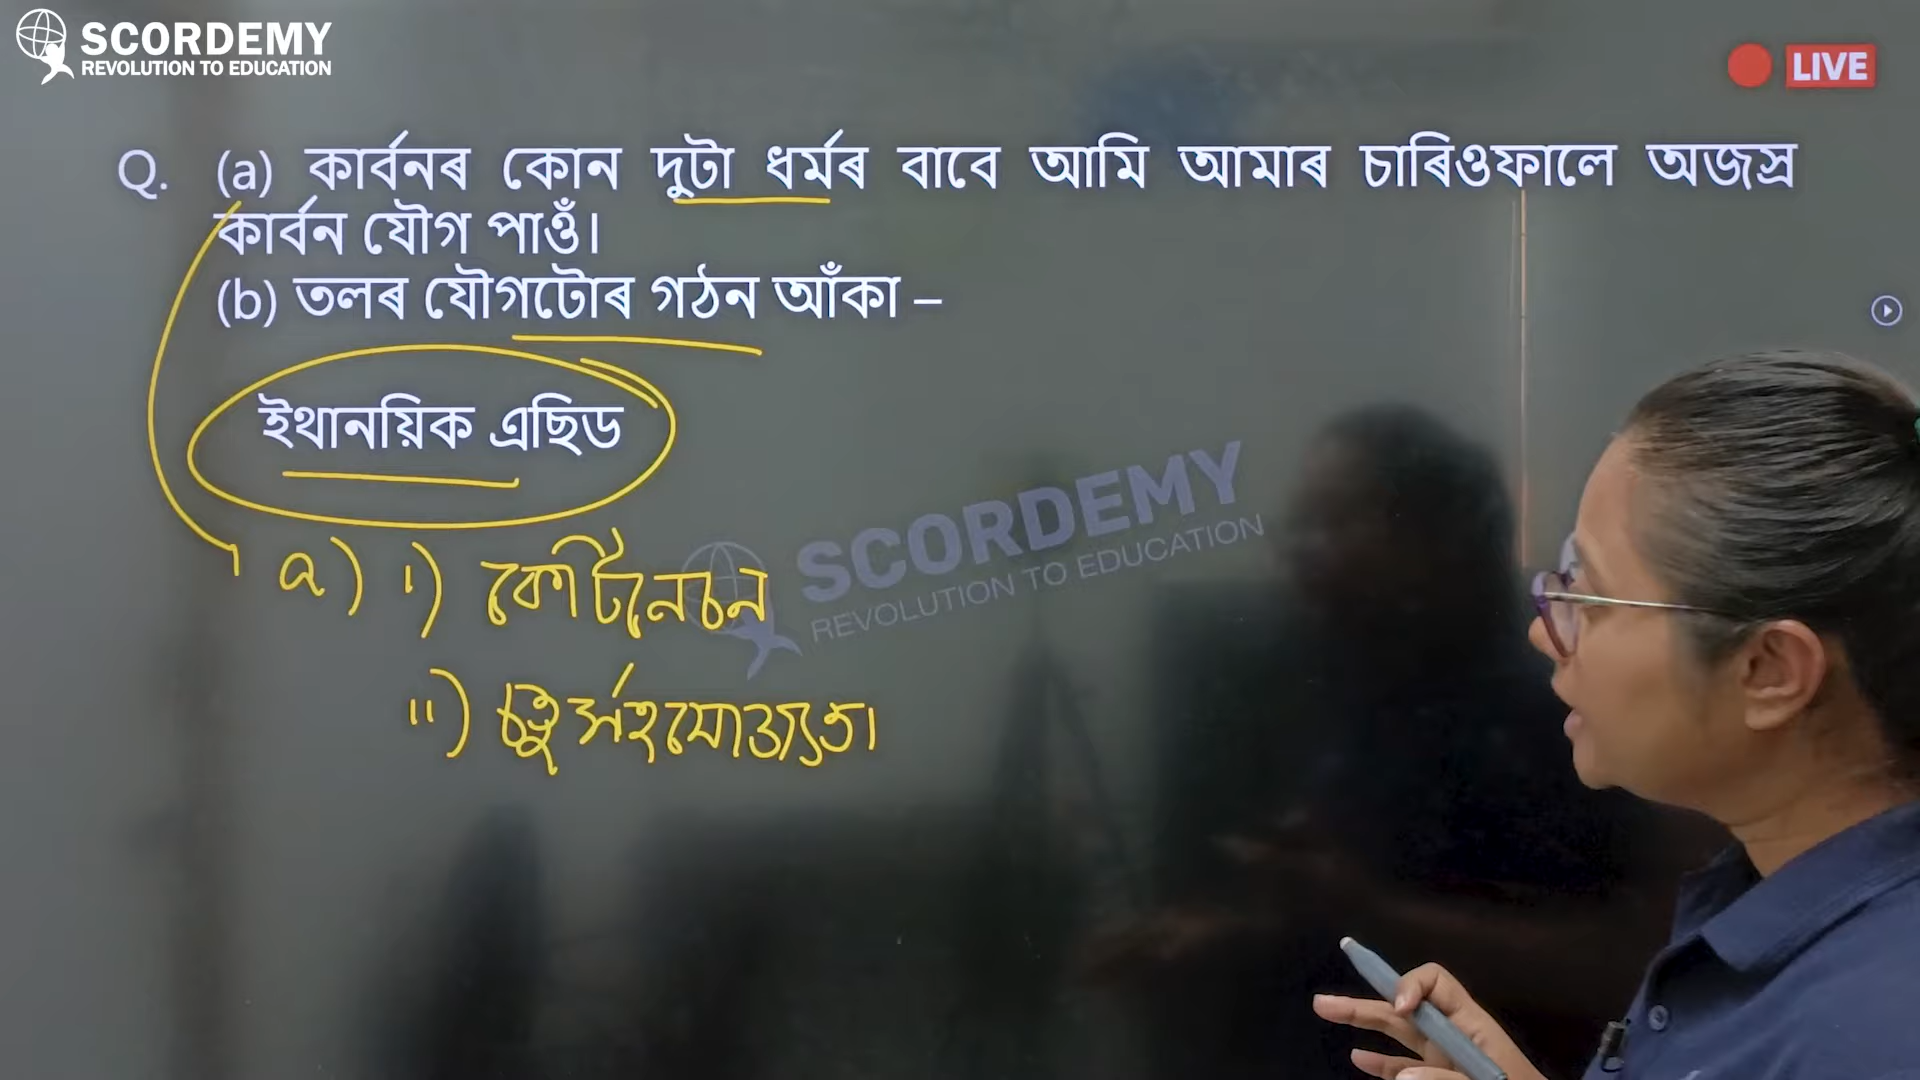 SCORDEMY
REVOLUTION TO EDUCATION
LIVE
Q. (a) কাৰ্বনৰ কোন দুটা ধৰ্মৰ বাবে আমি আমাৰ চাৰিওফালে অজস্ৰ
কাৰ্বন যৌগ পাওঁ।
(b) তলৰ যৌগটোৰ গঠন আঁকা –
ইথানয়িক এছিড
SCORDEMY
REVOLUTION TO EDUCATION
a) i) কেটিনেচন
ii) চতুৰ্সহযোজ্যতা